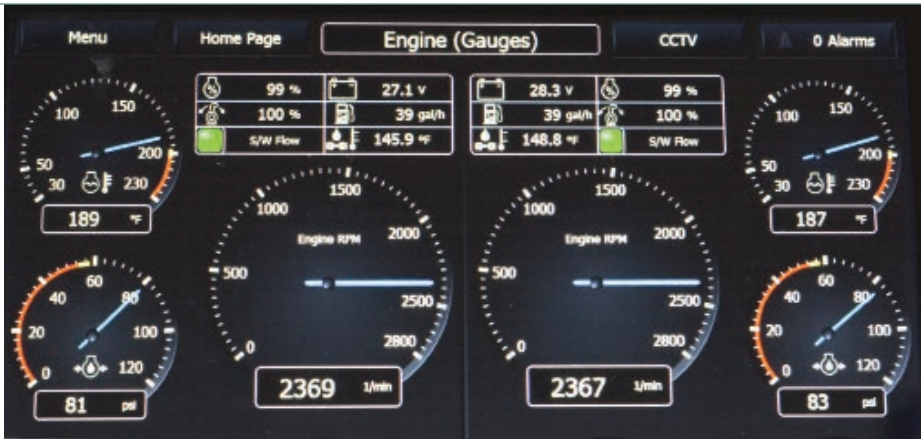 Menu
Home Page
Engine (Gauges)
CCTV
0 Alarms
99 %
27.1 V
100 %
39 gal/h
S/W Flow
145.9 °F
28.3 V
99 %
39 gal/h
100 %
148.8 °F
S/W Flow
30
50
100
150
200
230
189 °F
0
500
1000
1500
2000
2500
2800
Engine RPM
2369 1/min
0
500
1000
1500
2000
2500
2800
Engine RPM
2367 1/min
30
50
100
150
200
230
187 °F
0
20
40
60
80
100
120
81 psi
0
20
40
60
80
100
120
83 psi